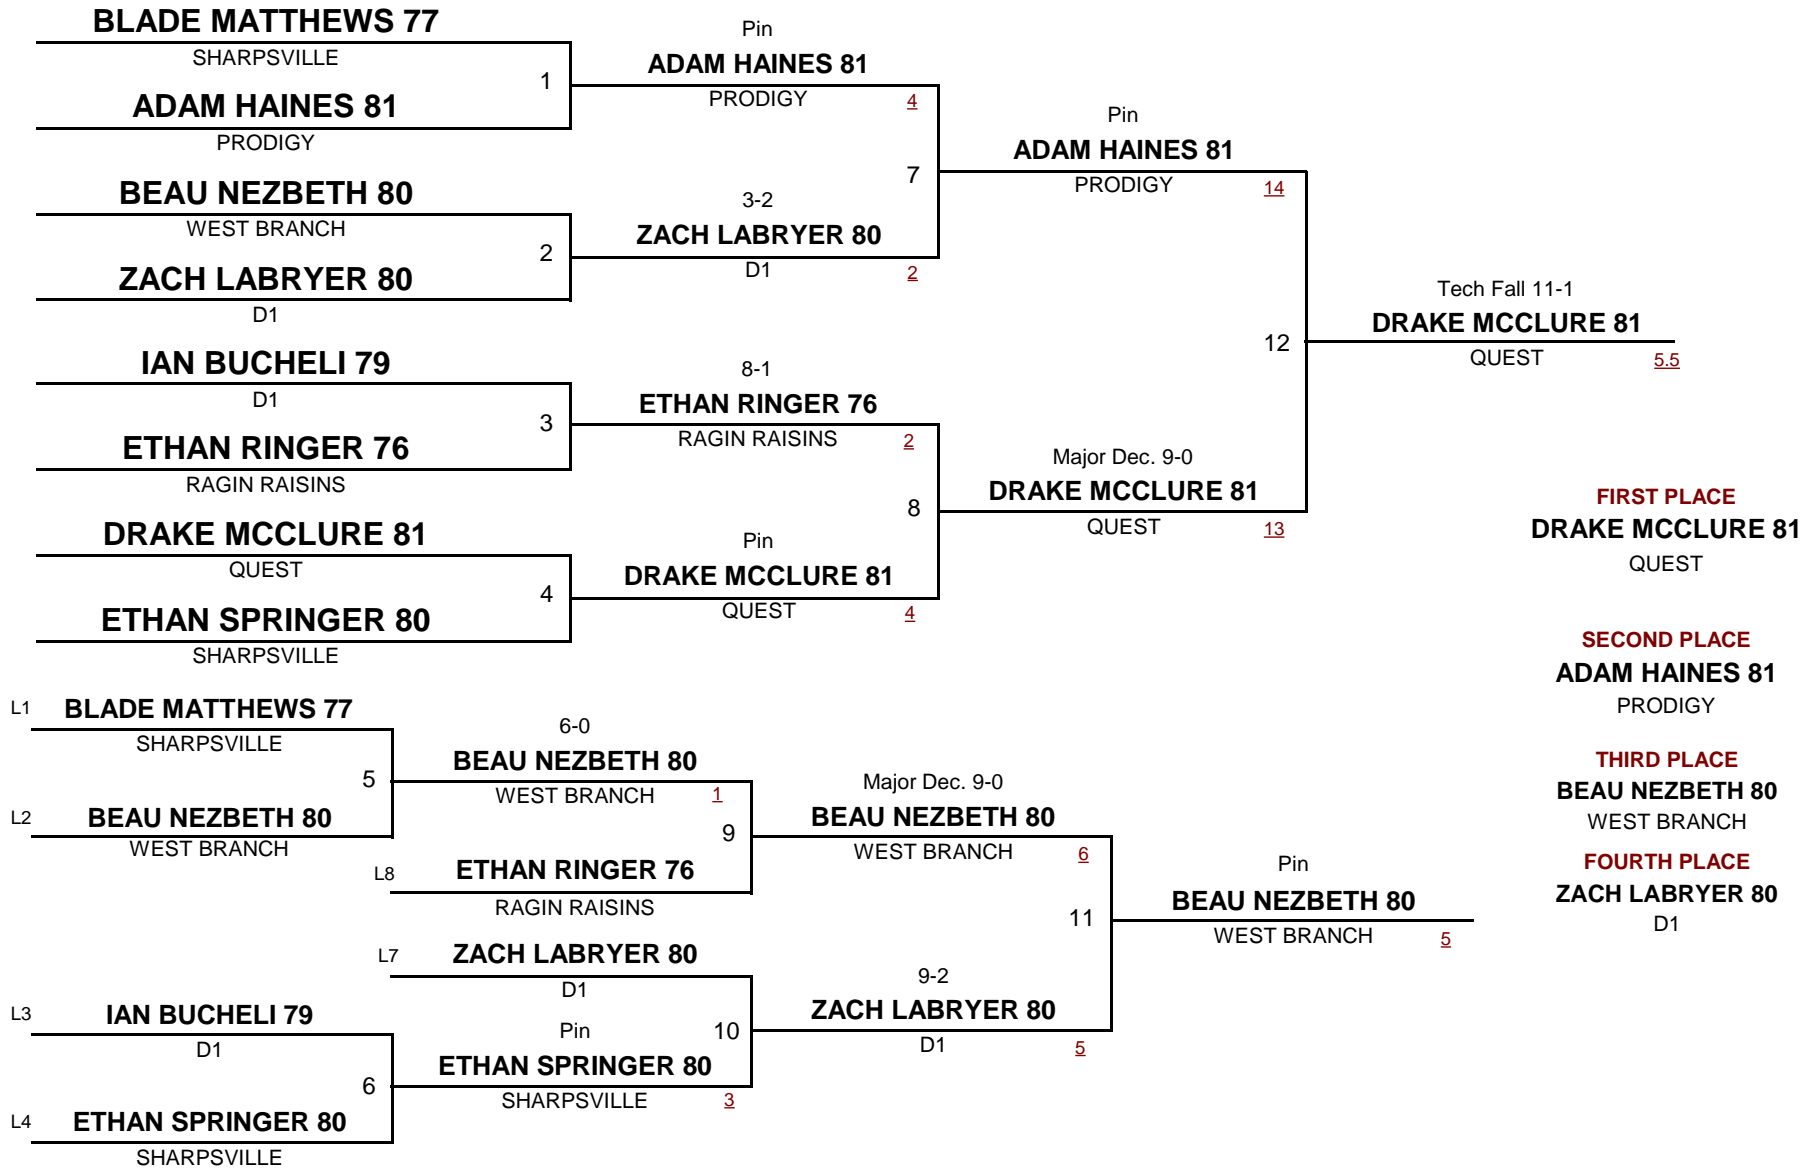 BLADE MATTHEWS 77
SHARPSVILLE
1
ADAM HAINES 81
PRODIGY
Pin
ADAM HAINES 81
PRODIGY
4
BEAU NEZBETH 80
WEST BRANCH
2
ZACH LABRYER 80
D1
3-2
ZACH LABRYER 80
D1
2
7
Pin
ADAM HAINES 81
PRODIGY
14
IAN BUCHELI 79
D1
3
ETHAN RINGER 76
RAGIN RAISINS
8-1
ETHAN RINGER 76
RAGIN RAISINS
2
DRAKE MCCLURE 81
QUEST
4
ETHAN SPRINGER 80
SHARPSVILLE
Pin
DRAKE MCCLURE 81
QUEST
4
8
Major Dec. 9-0
DRAKE MCCLURE 81
QUEST
13
12
Tech Fall 11-1
DRAKE MCCLURE 81
QUEST
5.5
FIRST PLACE
DRAKE MCCLURE 81
QUEST
SECOND PLACE
ADAM HAINES 81
PRODIGY
THIRD PLACE
BEAU NEZBETH 80
WEST BRANCH
FOURTH PLACE
ZACH LABRYER 80
D1
L1 BLADE MATTHEWS 77
SHARPSVILLE
5
L2 BEAU NEZBETH 80
WEST BRANCH
6-0
BEAU NEZBETH 80
WEST BRANCH
1
9
L8 ETHAN RINGER 76
RAGIN RAISINS
Major Dec. 9-0
BEAU NEZBETH 80
WEST BRANCH
6
L7 ZACH LABRYER 80
D1
L3 IAN BUCHELI 79
D1
6
L4 ETHAN SPRINGER 80
SHARPSVILLE
Pin
ETHAN SPRINGER 80
SHARPSVILLE
3
10
9-2
ZACH LABRYER 80
D1
5
11
Pin
BEAU NEZBETH 80
WEST BRANCH
5